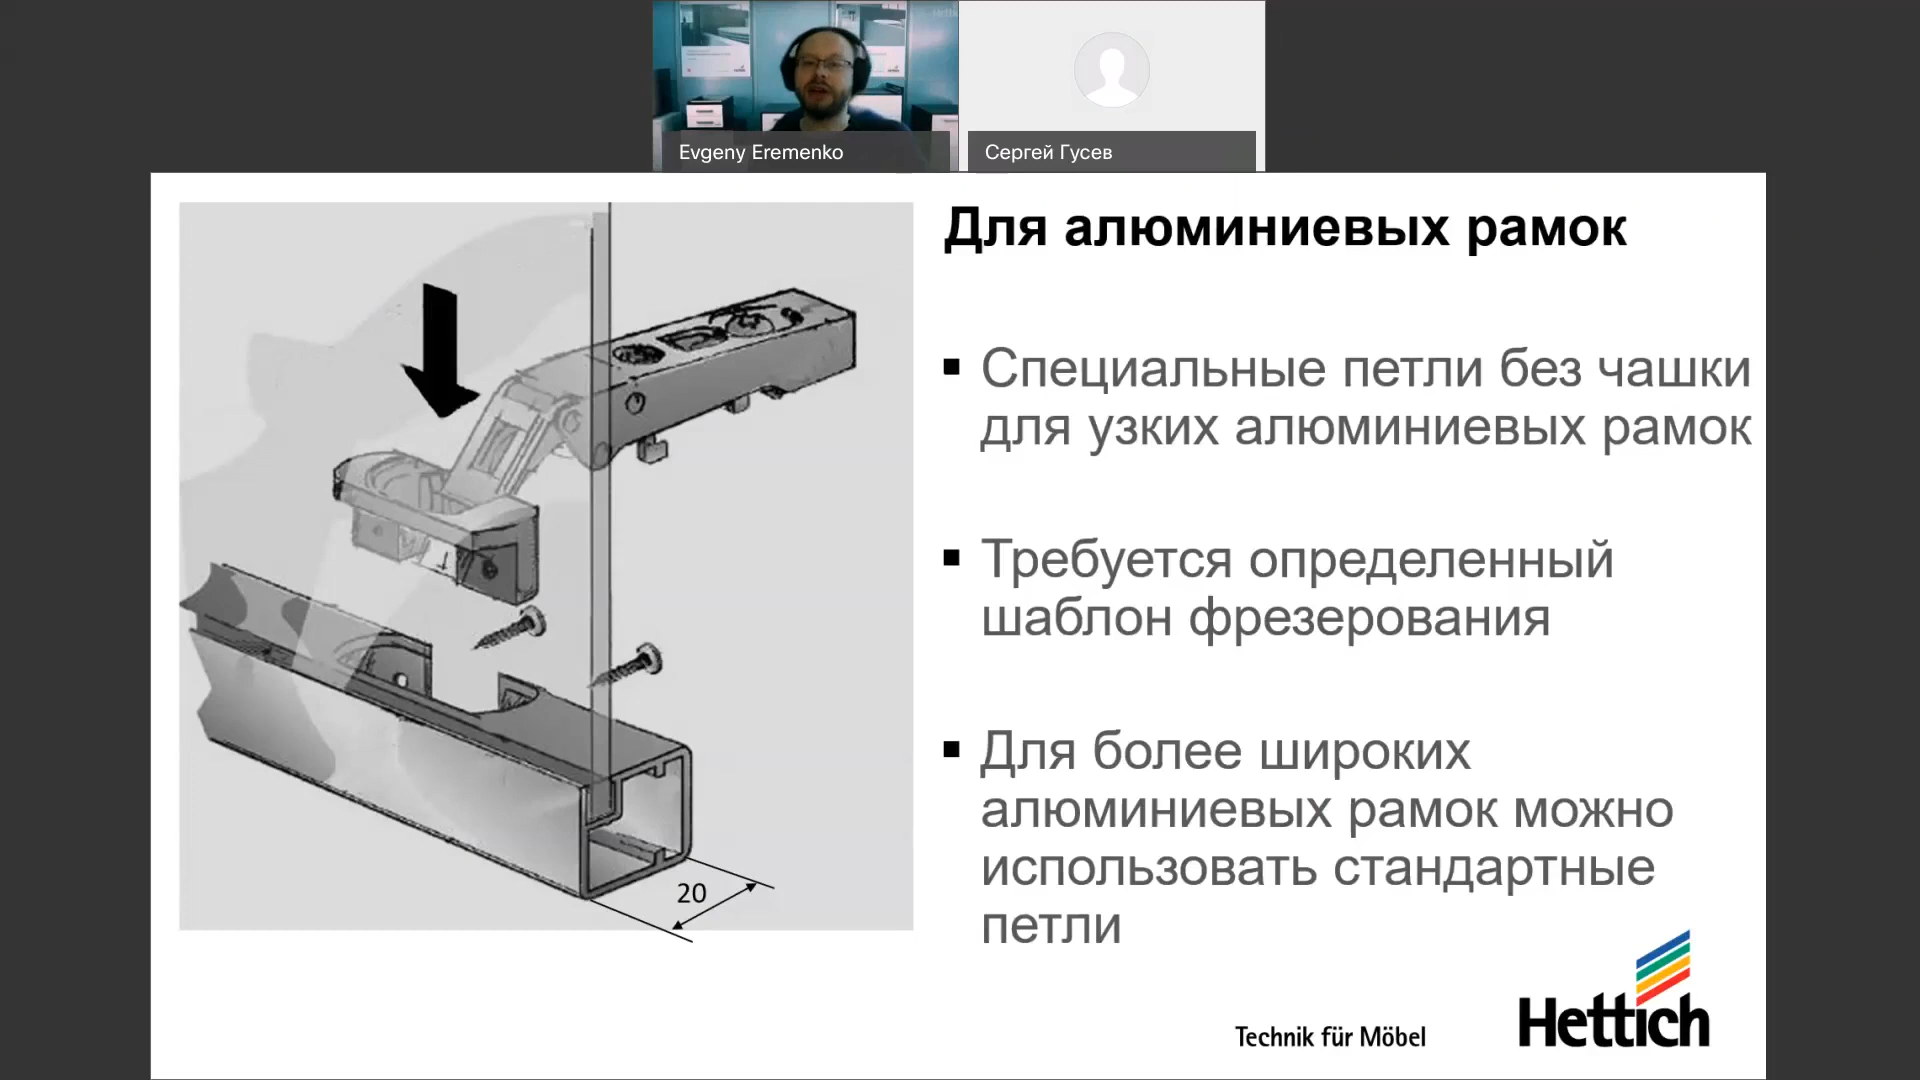 Evgeny Eremenko
Сергей Гусев
Для алюминиевых рамок
Специальные петли без чашки
для узких алюминиевых рамок
Требуется определенный
шаблон фрезерования
Для более широких
алюминиевых рамок можно
использовать стандартные
петли
20
Technik für Möbel
Hettich